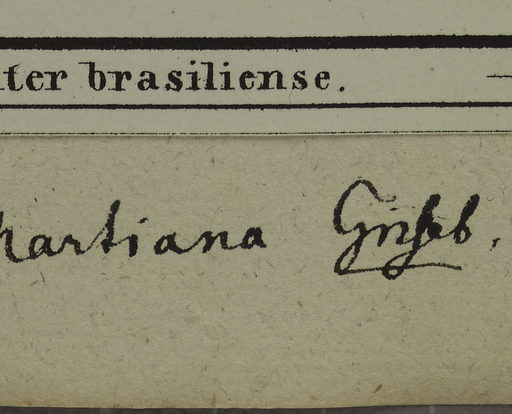 ter brasiliense.
martiana Griseb.